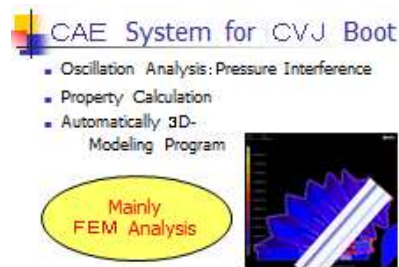 CAE System for CVJ Boot
Oscillation Analysis:Pressure Interference
Property Calculation
Automatically 3D-
Modeling Program
Mainly
FEM Analysis